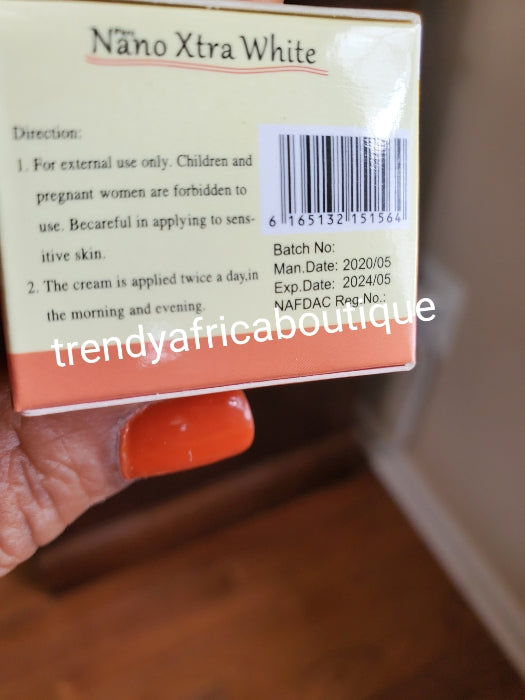 Nano Xtra White
Direction:
1. For external use only. Children and
pregnant women are forbidden to
use. Becareful in applying to sens-
itive skin.
2. The cream is applied twice a day,in
the morning and evening.
6 165132 151564
Batch No:
Man.Date: 2020/05
Exp.Date: 2024/05
NAFDAC Reg.No.:
trendyafricaboutique